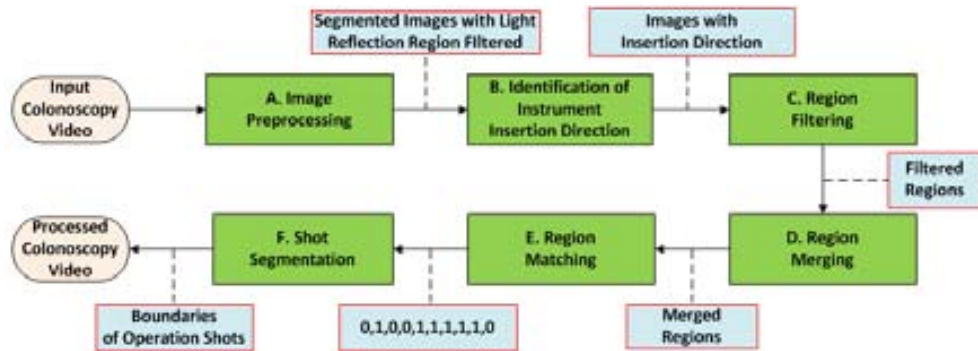 Segmented Images with Light
Reflection Region Filtered
Images with
Insertion Direction
Input
Colonoscopy
Video
A. Image
Preprocessing
B. Identification of
Instrument
Insertion Direction
C. Region
Filtering
Filtered
Regions
Processed
Colonoscopy
Video
F. Shot
Segmentation
E. Region
Matching
D. Region
Merging
Boundaries
of Operation Shots
0,1,0,0,1,1,1,1,1,0
Merged
Regions